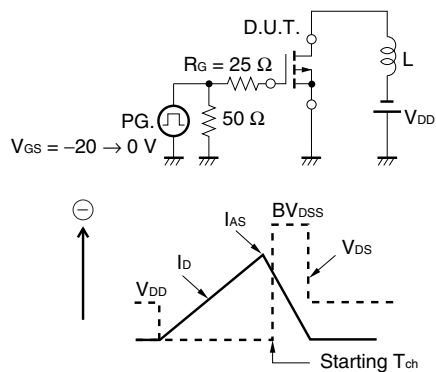 D.U.T.
RG = 25 Ω
L
PG.
50 Ω
VDD
VGS = −20 → 0 V
⊖
IAS
BVDSS
ID
VDS
VDD
Starting Tch